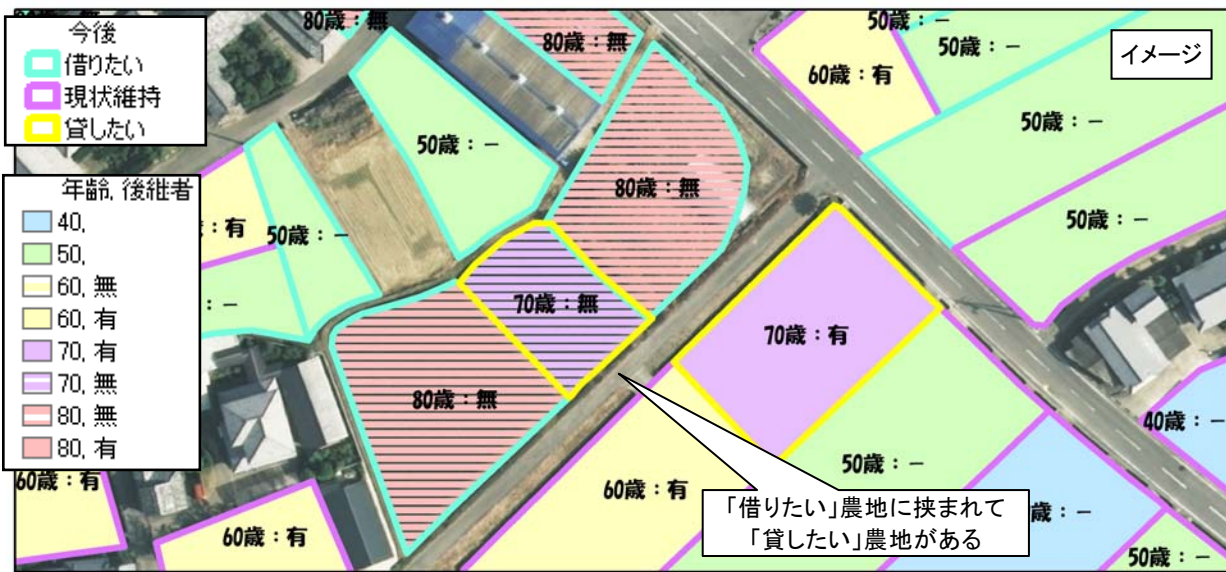 今後
借りたい
現状維持
貸したい
年齢, 後継者
40,
50,
60, 無
60, 有
70, 有
70, 無
80, 無
80, 有
イメージ
80歳：無
80歳：無
50歳：－
50歳：－
60歳：有
50歳：－
50歳：－
80歳：無
50歳：－
：有
50歳：－
：－
70歳：無
70歳：有
80歳：無
40歳：－
50歳：－
60歳：有
60歳：有
60歳：有
歳：－
50歳：－
「借りたい」農地に挟まれて
「貸したい」農地がある